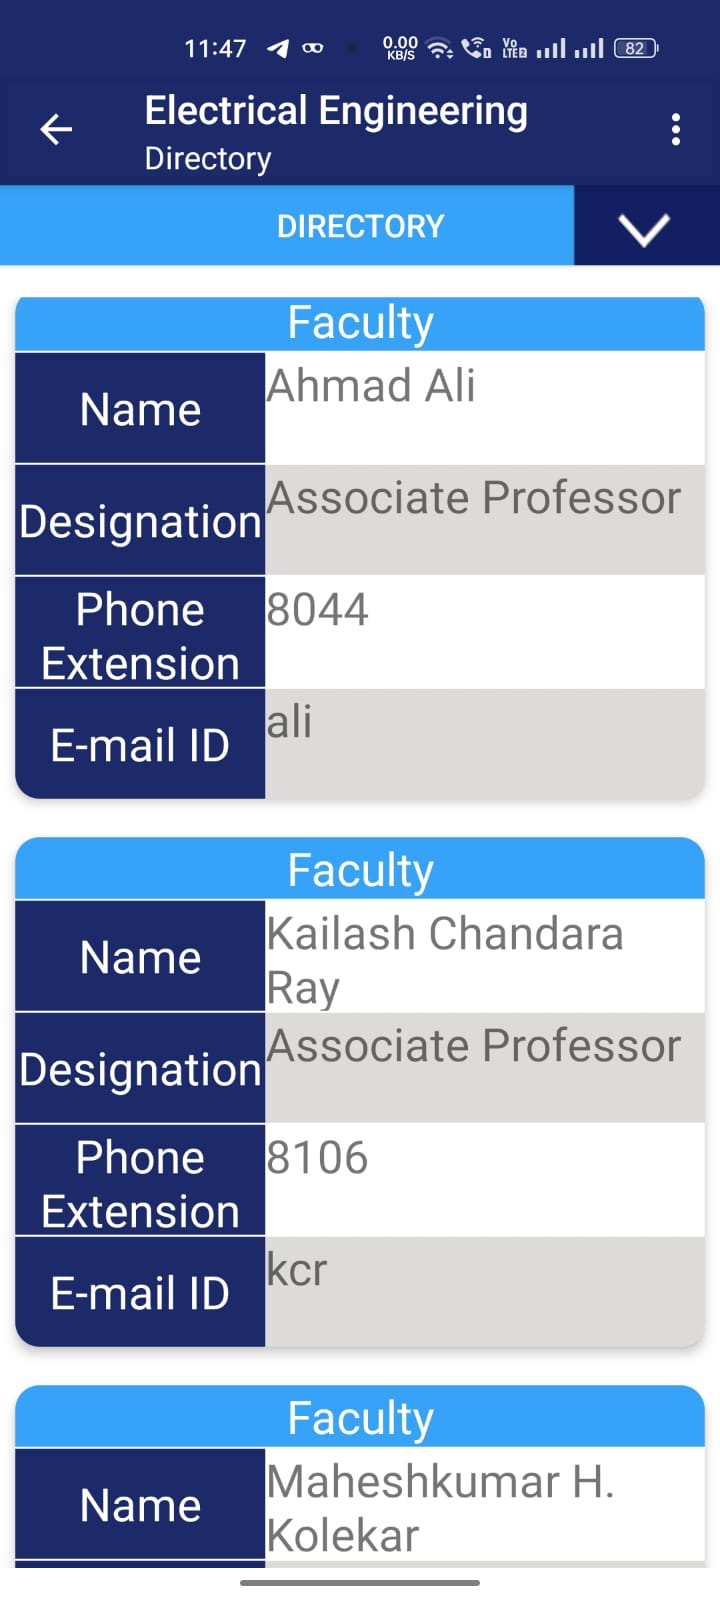 11:47
0.00
KB/S
Vo
LTE2
82
Electrical Engineering
Directory
DIRECTORY
Faculty
Name
Ahmad Ali
Designation
Associate Professor
Phone
Extension
8044
E-mail ID
ali
Faculty
Name
Kailash Chandara
Ray
Designation
Associate Professor
Phone
Extension
8106
E-mail ID
kcr
Faculty
Name
Maheshkumar H.
Kolekar